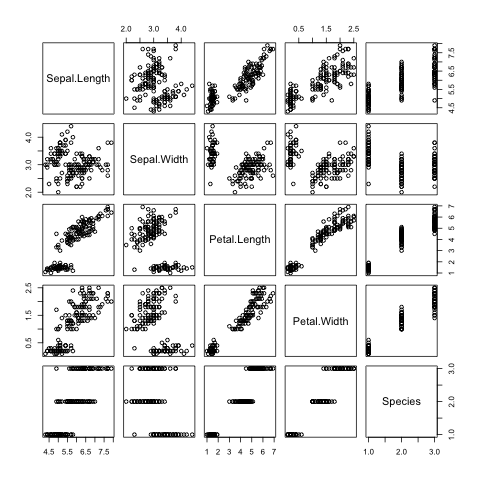 2.0 3.0 4.0 0.5 1.5 2.5
Sepal.Length
4.5 5.5 6.5 7.5
2.0 3.0 4.0
Sepal.Width
Petal.Length
1 2 3 4 5 6 7
0.5 1.5 2.5
Petal.Width
Species
1.0 2.0 3.0
4.5 5.5 6.5 7.5 1 2 3 4 5 6 7 1.0 2.0 3.0